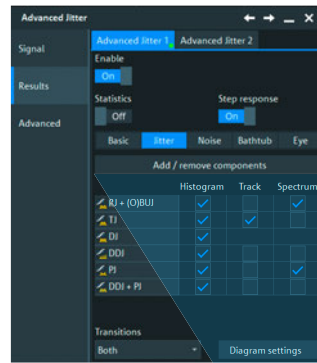 Advanced Jitter
Signal
Results
Advanced
Advanced Jitter 1 Advanced Jitter 2
Enable
On
Statistics Step response
Off On
Basic Jitter Noise Bathtub Eye
Add / remove components
Histogram Track Spectrum
RJ + (O)BUJ
TJ
DJ
DDJ
PJ
DDJ + PJ
Transitions
Both
Diagram settings